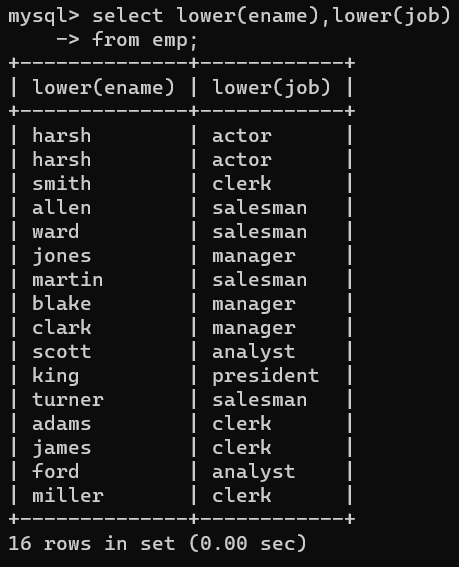 mysql> select lower(ename),lower(job)
    -> from emp;
+--------------+------------+
| lower(ename) | lower(job) |
+--------------+------------+
| harsh        | actor      |
| harsh        | actor      |
| smith        | clerk      |
| allen        | salesman   |
| ward         | salesman   |
| jones        | manager    |
| martin       | salesman   |
| blake        | manager    |
| clark        | manager    |
| scott        | analyst    |
| king         | president  |
| turner       | salesman   |
| adams        | clerk      |
| james        | clerk      |
| ford         | analyst    |
| miller       | clerk      |
+--------------+------------+
16 rows in set (0.00 sec)